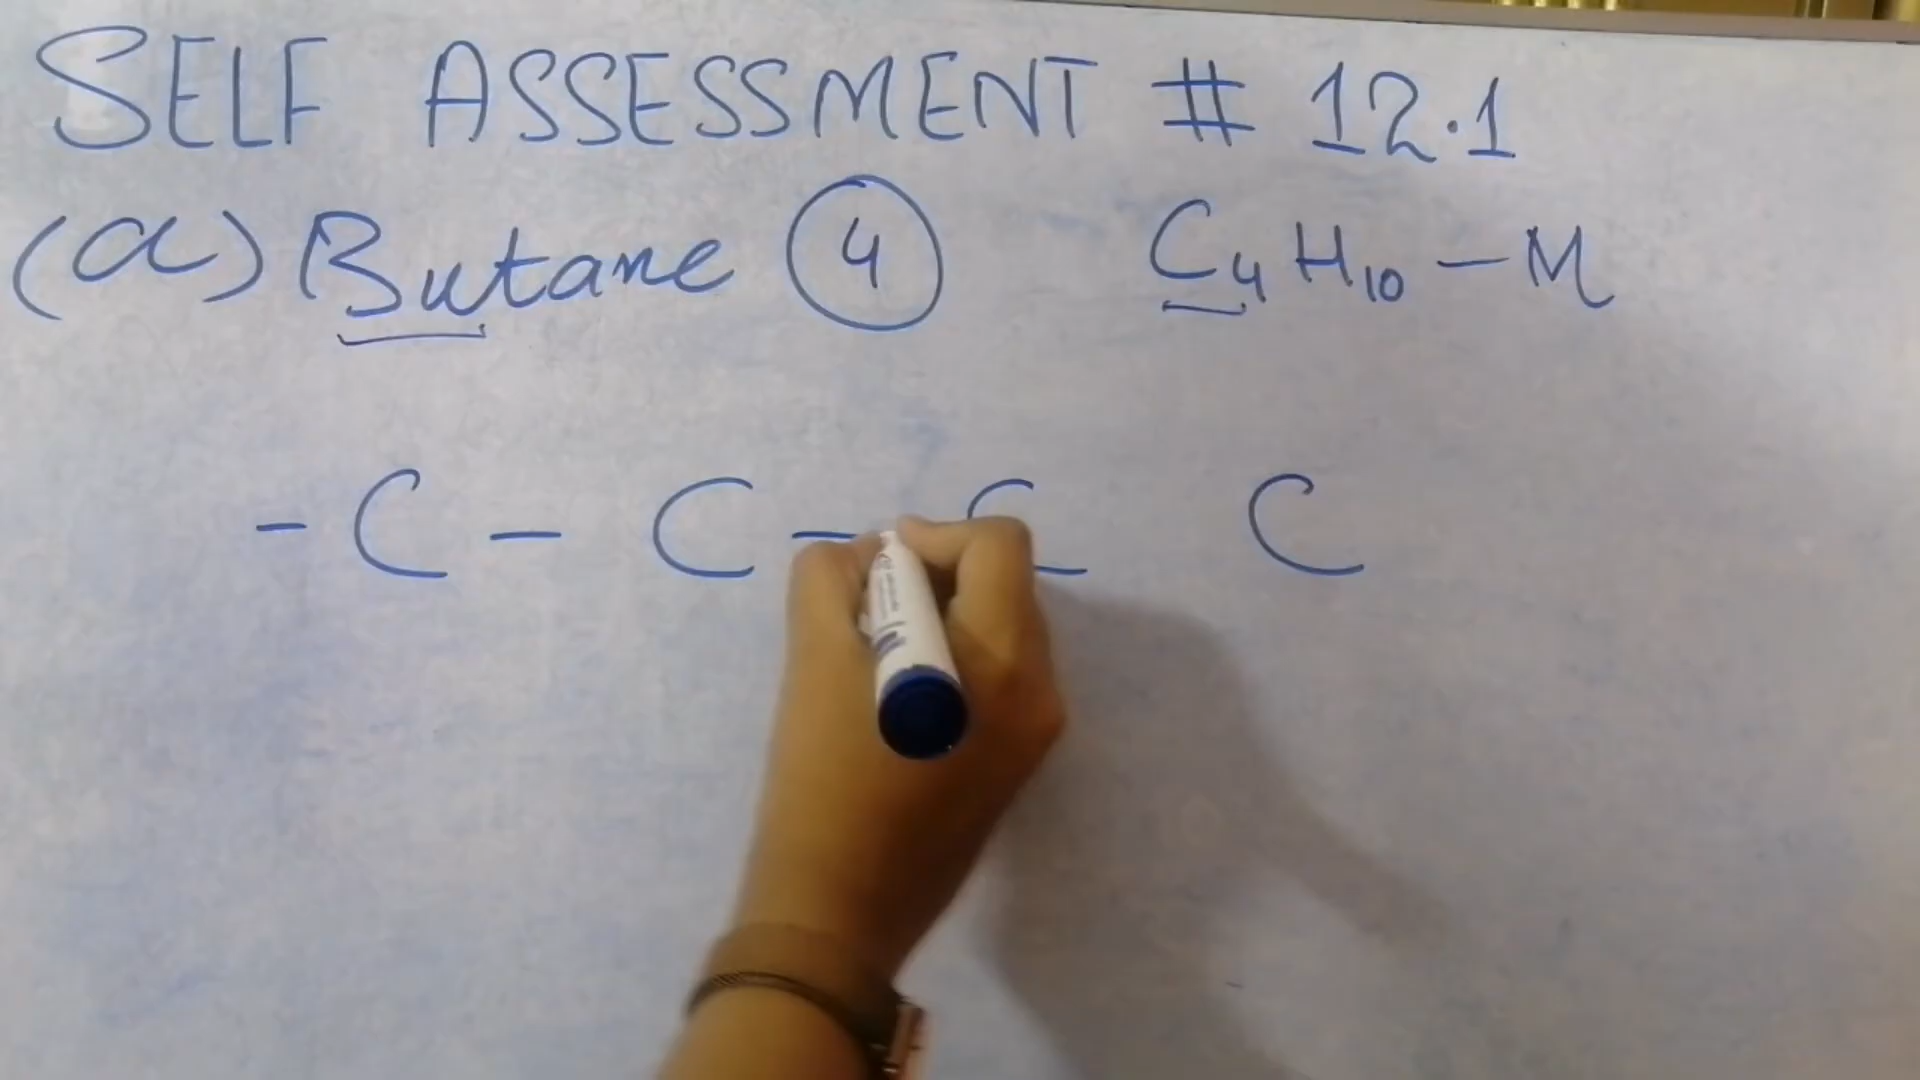 SELF ASSESSMENT # 12.1
(a) Butane 4 C₄H₁₀ – M
- C - C - C C